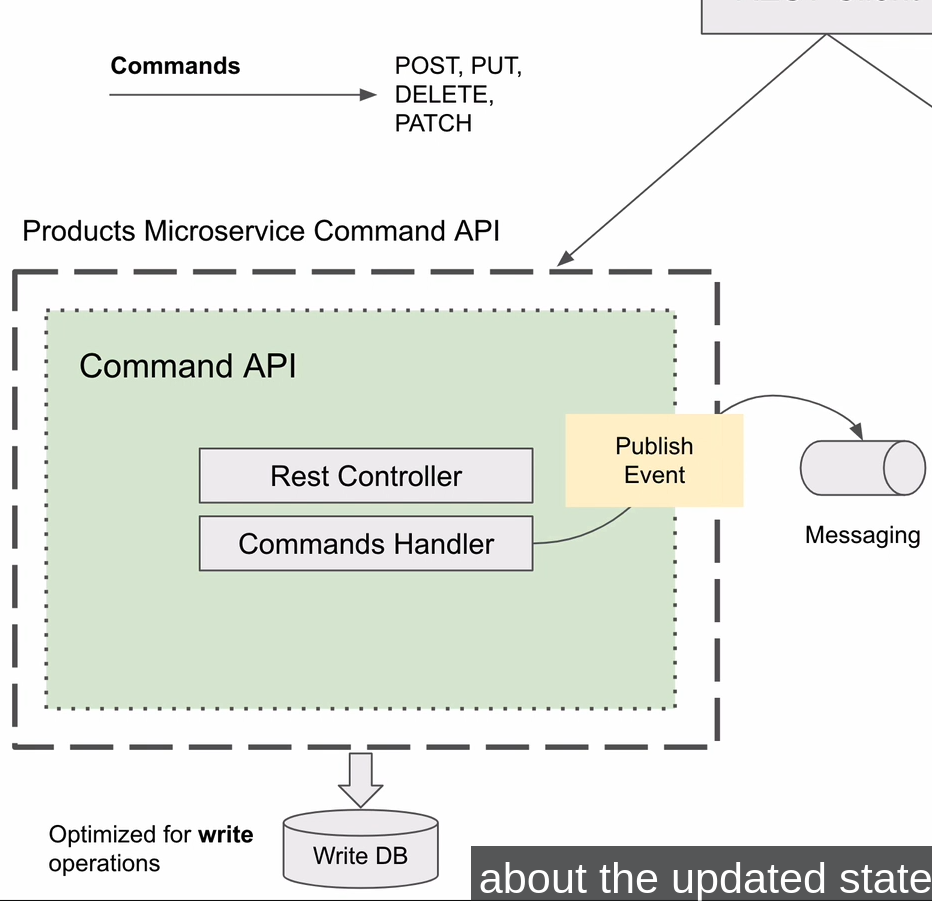 Commands
POST, PUT,
DELETE,
PATCH
Products Microservice Command API
Command API
Rest Controller
Commands Handler
Publish
Event
Messaging
Optimized for write
operations
Write DB
about the updated state